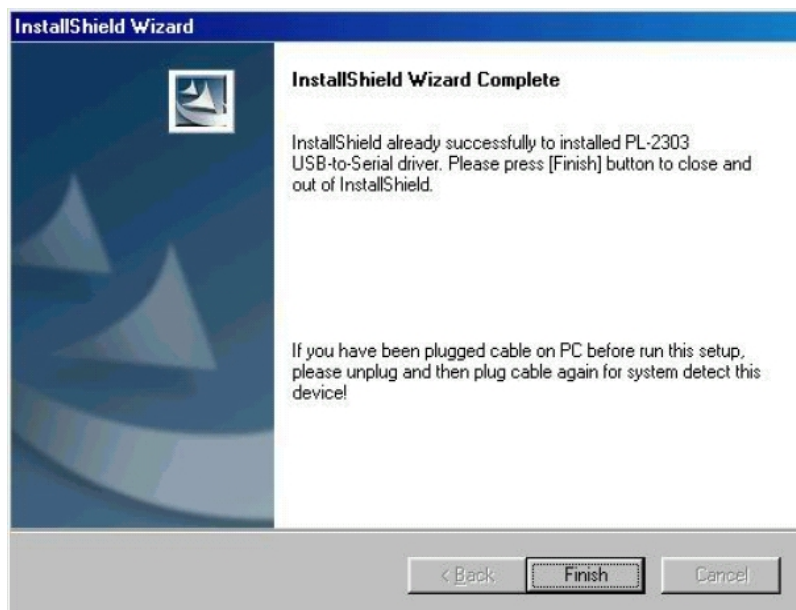 InstallShield Wizard
InstallShield Wizard Complete
InstallShield already successfully to installed PL-2303
USB-to-Serial driver. Please press [Finish] button to close and
out of InstallShield.
If you have been plugged cable on PC before run this setup,
please unplug and then plug cable again for system detect this
device!
< Back Finish Cancel